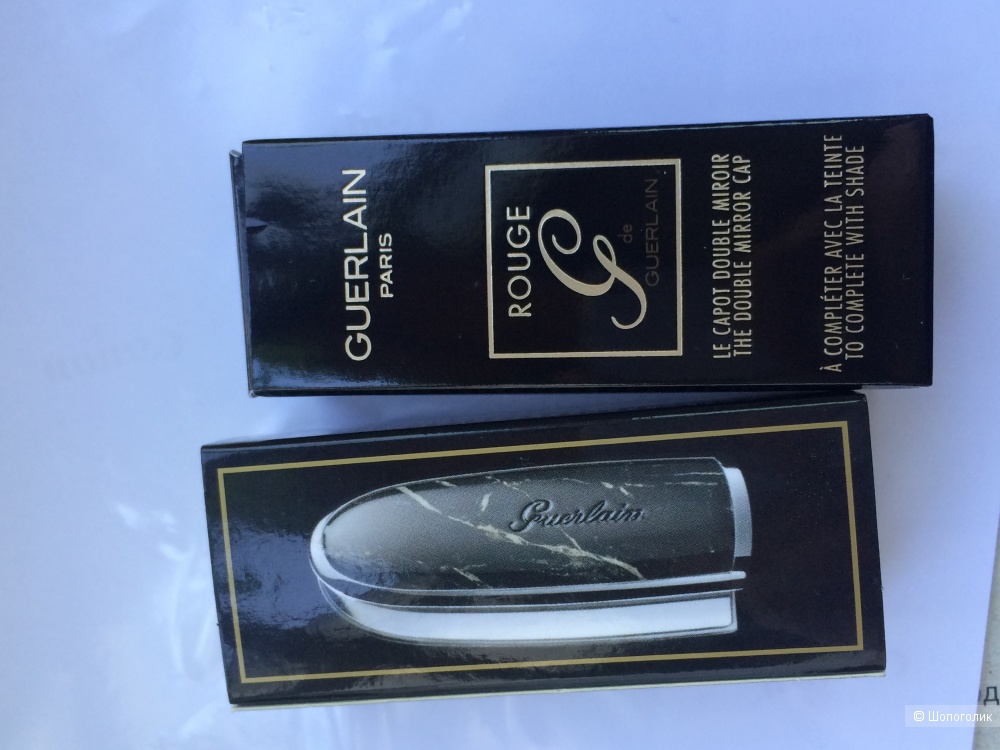 GUERLAIN
PARIS
ROUGE
G
de
GUERLAIN
LE CAPOT DOUBLE MIROIR
THE DOUBLE MIRROR CAP
À COMPLÉTER AVEC LA TEINTE
TO COMPLETE WITH SHADE
Guerlain
© Шопоголик